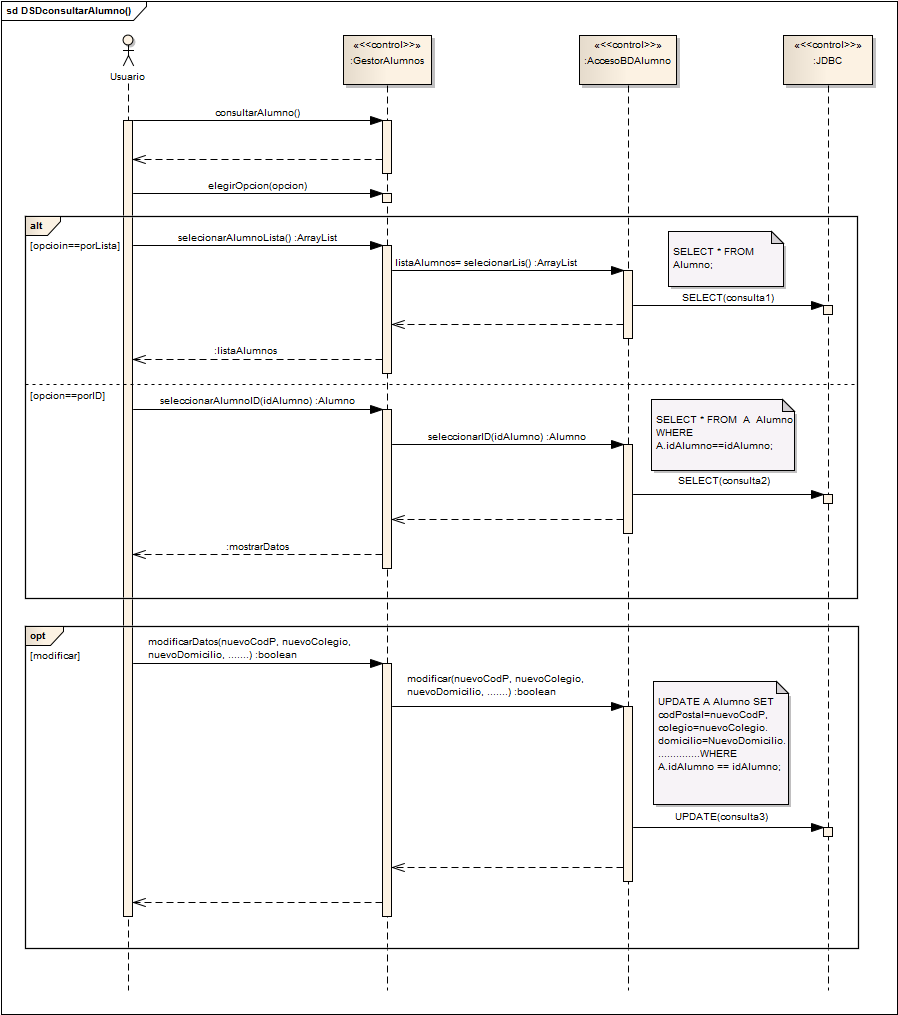 sd DSDconsultarAlumno()
Usuario
«<<control>>»
:GestorAlumnos
«<<control>>»
:AccesoBDAlumno
«<<control>>»
:JDBC
consultarAlumno()
elegirOpcion(opcion)
alt
[opcioin==porLista]
selecionarAlumnoLista() :ArrayList
listaAlumnos= selecionarLis() :ArrayList
SELECT * FROM
Alumno;
SELECT(consulta1)
:listaAlumnos
[opcion==porID]
seleccionarAlumnoID(idAlumno) :Alumno
seleccionarID(idAlumno) :Alumno
SELECT * FROM A Alumno
WHERE
A.idAlumno==idAlumno;
SELECT(consulta2)
:mostrarDatos
opt
[modificar]
modificarDatos(nuevoCodP, nuevoColegio,
nuevoDomicilio, .......) :boolean
modificar(nuevoCodP, nuevoColegio,
nuevoDomicilio, .......) :boolean
UPDATE A Alumno SET
codPostal=nuevoCodP,
colegio=nuevoColegio.
domicilio=NuevoDomicilio.
..............WHERE
A.idAlumno == idAlumno;
UPDATE(consulta3)